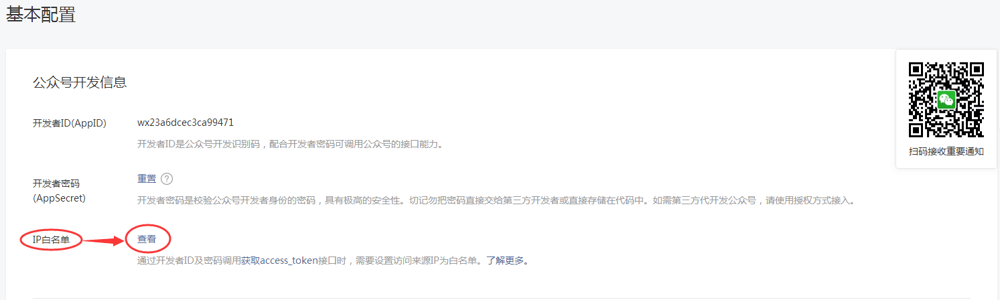 基本配置
公众号开发信息
开发者ID(AppID)
wx23a6dcec3ca99471
开发者ID是公众号开发识别码，配合开发者密码可调用公众号的接口能力。
开发者密码
(AppSecret)
重置 ?
开发者密码是校验公众号开发者身份的密码，具有极高的安全性。切记勿把密码直接交给第三方开发者或直接存储在代码中。如需第三方代开发公众号，请使用授权方式接入。
IP白名单
查看
通过开发者ID及密码调用获取access_token接口时，需要设置访问来源IP为白名单。了解更多。
扫码接收重要通知